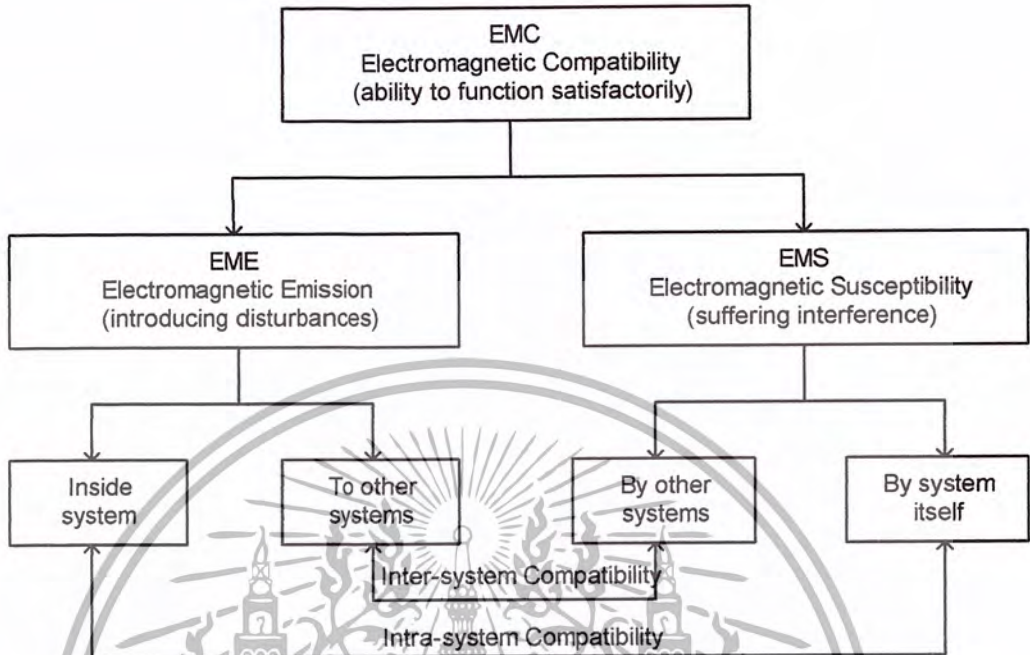 EMC
Electromagnetic Compatibility
(ability to function satisfactorily)
EME
Electromagnetic Emission
(introducing disturbances)
EMS
Electromagnetic Susceptibility
(suffering interference)
Inside
system
To other
systems
By other
systems
By system
itself
Inter-system Compatibility
Intra-system Compatibility